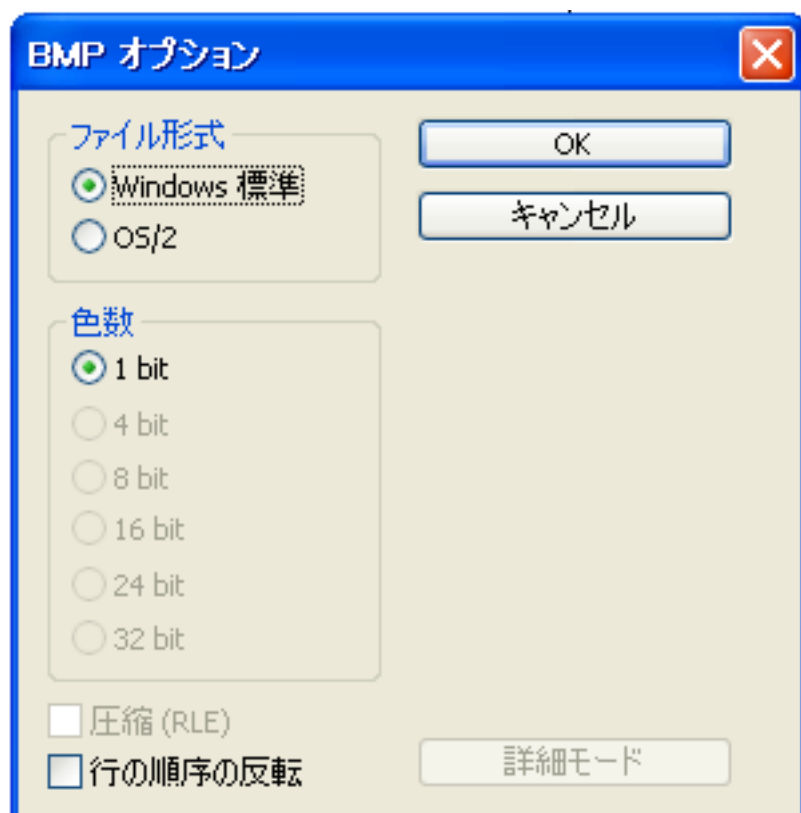 BMP オプション
ファイル形式
Windows 標準
OS/2
OK
キャンセル
色数
1 bit
4 bit
8 bit
16 bit
24 bit
32 bit
圧縮 (RLE)
行の順序の反転
詳細モード